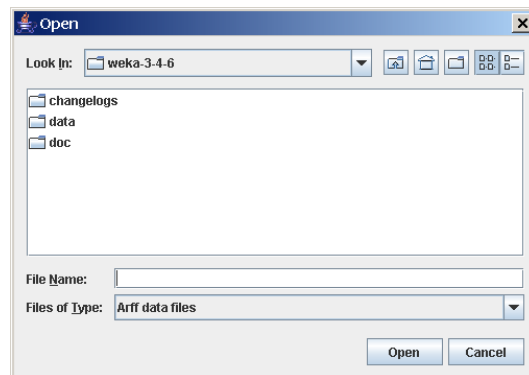 Open
Look In: weka-3-4-6
changelogs
data
doc
File Name:
Files of Type: Arff data files
Open Cancel